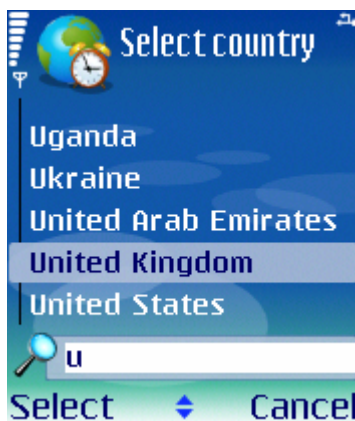 Select country
Uganda
Ukraine
United Arab Emirates
United Kingdom
United States
u
Select Cancel